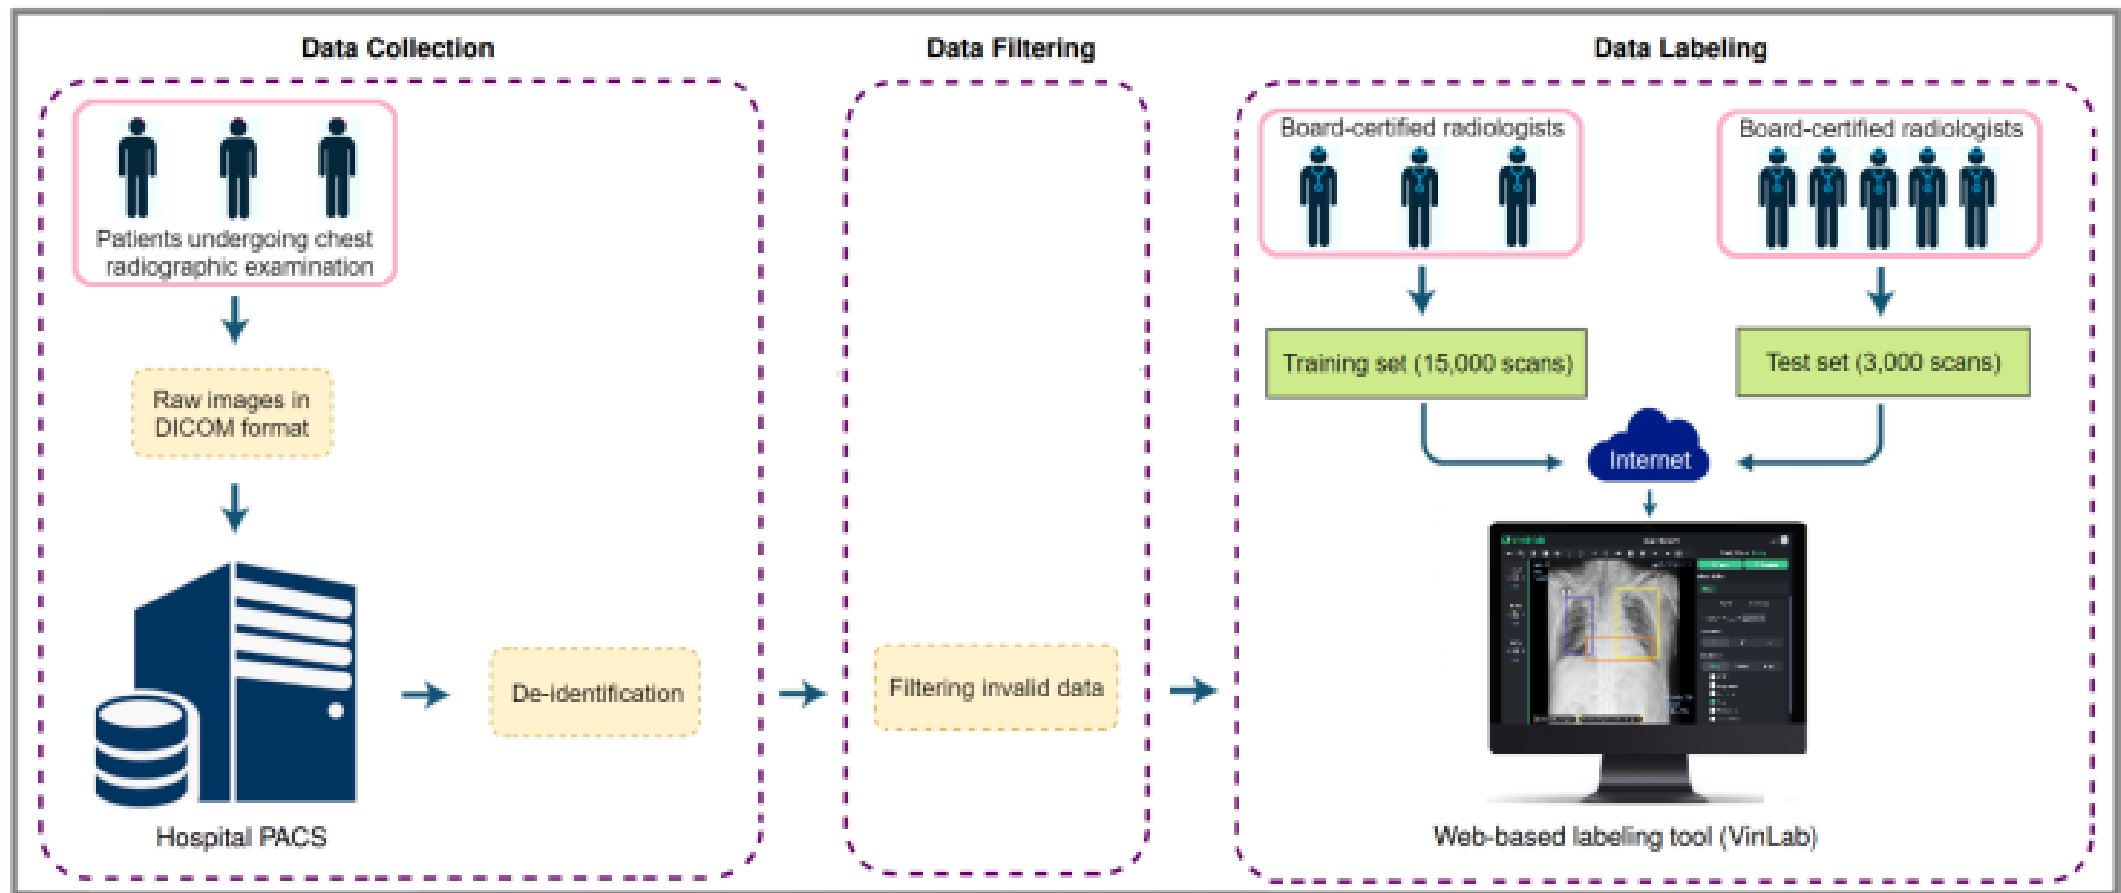 Data Collection
Data Filtering
Data Labeling
Patients undergoing chest
radiographic examination
Raw images in
DICOM format
Hospital PACS
De-identification
Filtering invalid data
Board-certified radiologists
Board-certified radiologists
Training set (15,000 scans)
Test set (3,000 scans)
Internet
Web-based labeling tool (VinLab)